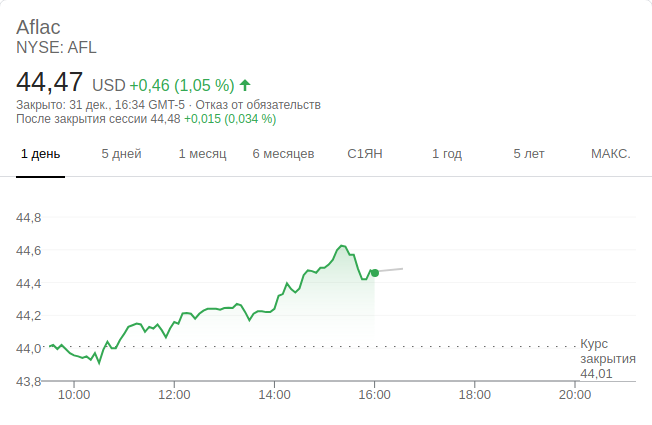 Aflac
NYSE: AFL
44,47 USD +0,46 (1,05 %)
Закрыто: 31 дек., 16:34 GMT-5 · Отказ от обязательств
После закрытия сессии 44,48 +0,015 (0,034 %)
1 день 5 дней 1 месяц 6 месяцев С1ЯН 1 год 5 лет МАКС.
44,8
44,6
44,4
44,2
44,0
43,8
Курс
закрытия
44,01
10:00 12:00 14:00 16:00 18:00 20:00